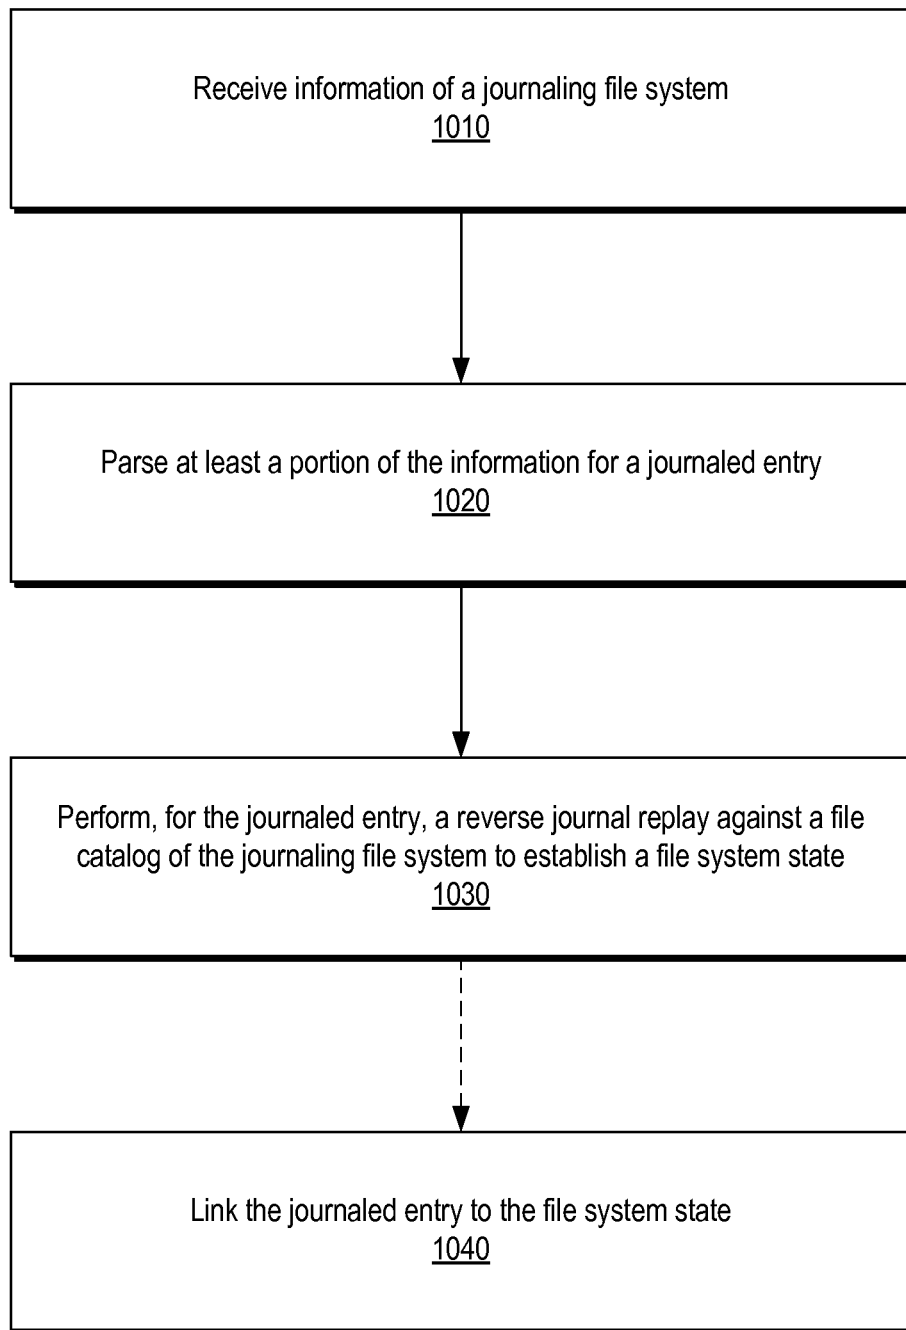 Receive information of a journaling file system
1010
Parse at least a portion of the information for a journaled entry
1020
Perform, for the journaled entry, a reverse journal replay against a file
catalog of the journaling file system to establish a file system state
1030
Link the journaled entry to the file system state
1040